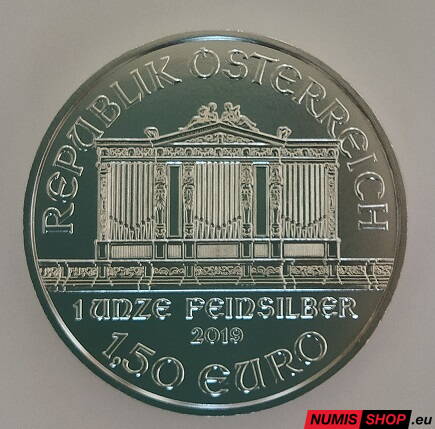 REPUBLIK ÖSTERREICH
1 UNZE FEINSILBER
2019
1,50 EURO
NUMIS SHOP.eu